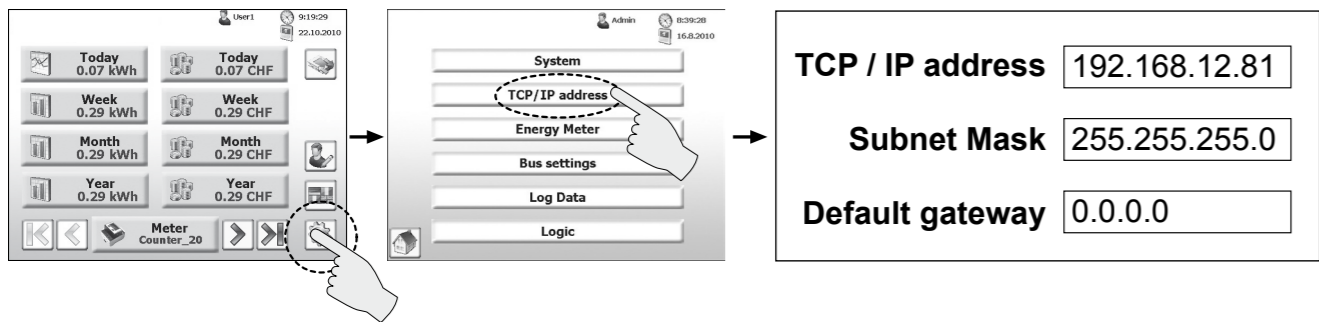 User1
9:19:29
22.10.2010
Today
0.07 kWh
Today
0.07 CHF
Week
0.29 kWh
Week
0.29 CHF
Month
0.29 kWh
Month
0.29 CHF
Year
0.29 kWh
Year
0.29 CHF
Meter
Counter_20
Admin
8:39:28
16.8.2010
System
TCP/IP address
Energy Meter
Bus settings
Log Data
Logic
TCP / IP address 192.168.12.81
Subnet Mask 255.255.255.0
Default gateway 0.0.0.0